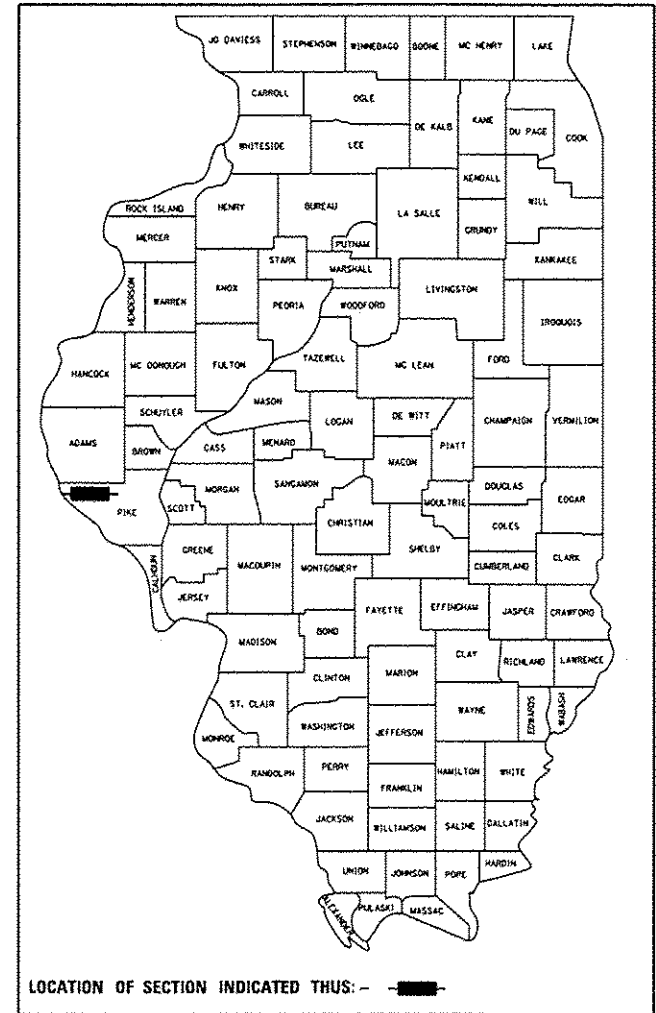 JO DAVIESS STEPHENSON WINNEBAGO BOONE MC HENRY LAKE
CARROLL OGLE DE KALB KANE DU PAGE COOK
WHITESIDE LEE KENDALL WILL
ROCK ISLAND HENRY BUREAU LA SALLE GRUNDY
MERCER PUTNAM KANKAKEE
HENDERSON WARREN KNOX STARK MARSHALL LIVINGSTON
PEORIA WOODFORD IROQUOIS
HANCOCK MC DONOUGH FULTON TAZEWELL MC LEAN FORD
SCHUYLER MASON LOGAN DE WITT CHAMPAIGN VERMILION
ADAMS BROWN CASS MENARD MACON PIATT
PIKE SCOTT MORGAN SANGAMON CHRISTIAN MOULTRIE DOUGLAS EDGAR
COLES
GREENE MACOUPIN MONTGOMERY SHELBY CUMBERLAND CLARK
CALHOUN JERSEY FAYETTE EFFINGHAM JASPER CRAWFORD
MADISON BOND CLAY RICHLAND LAWRENCE
CLINTON MARION
ST. CLAIR WASHINGTON JEFFERSON WAYNE EDWARDS WABASH
MONROE
RANDOLPH PERRY FRANKLIN HAMILTON WHITE
JACKSON WILLIAMSON SALINE GALLATIN
UNION JOHNSON POPE HARDIN
ALEXANDER PULASKI MASSAC
LOCATION OF SECTION INDICATED THUS: -